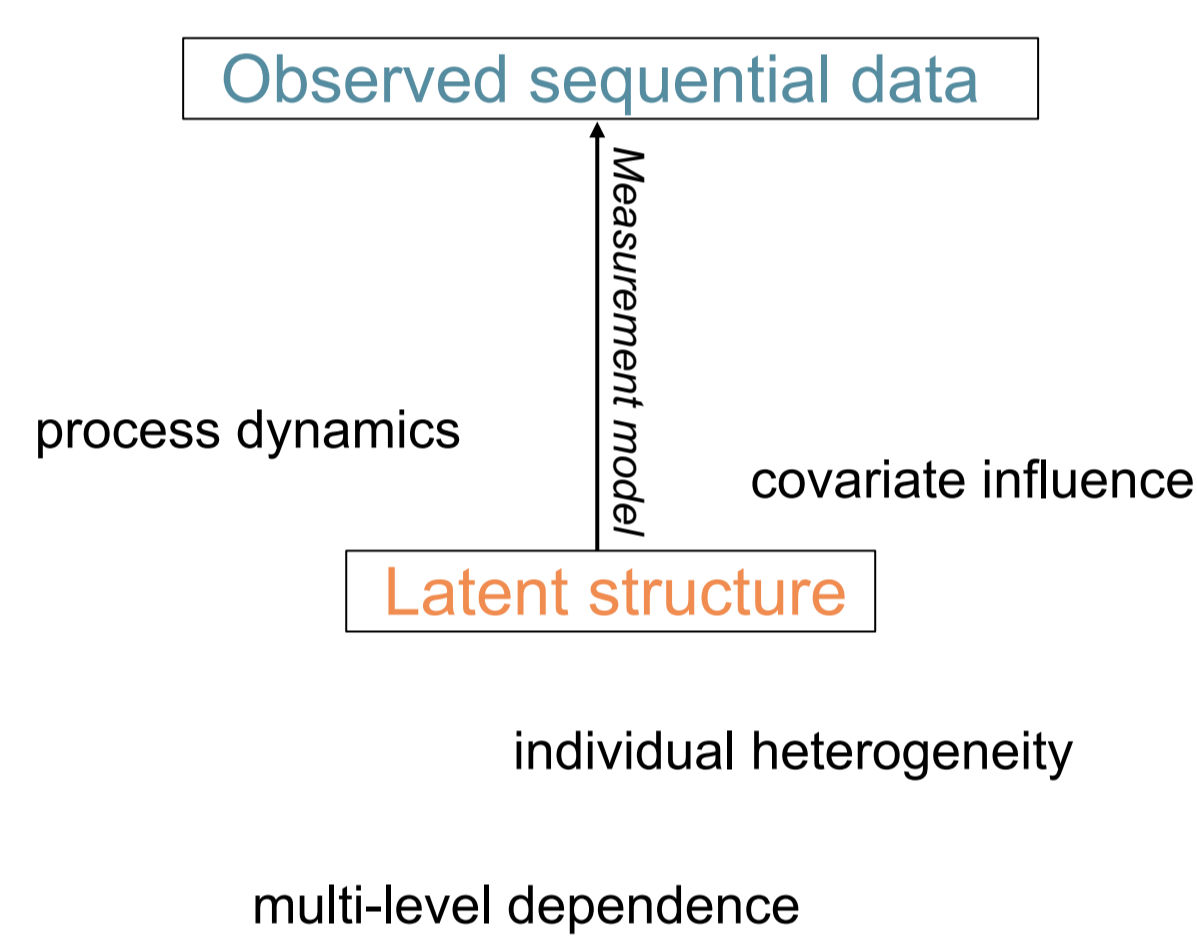 Observed sequential data
Measurement model
process dynamics
covariate influence
Latent structure
individual heterogeneity
multi-level dependence